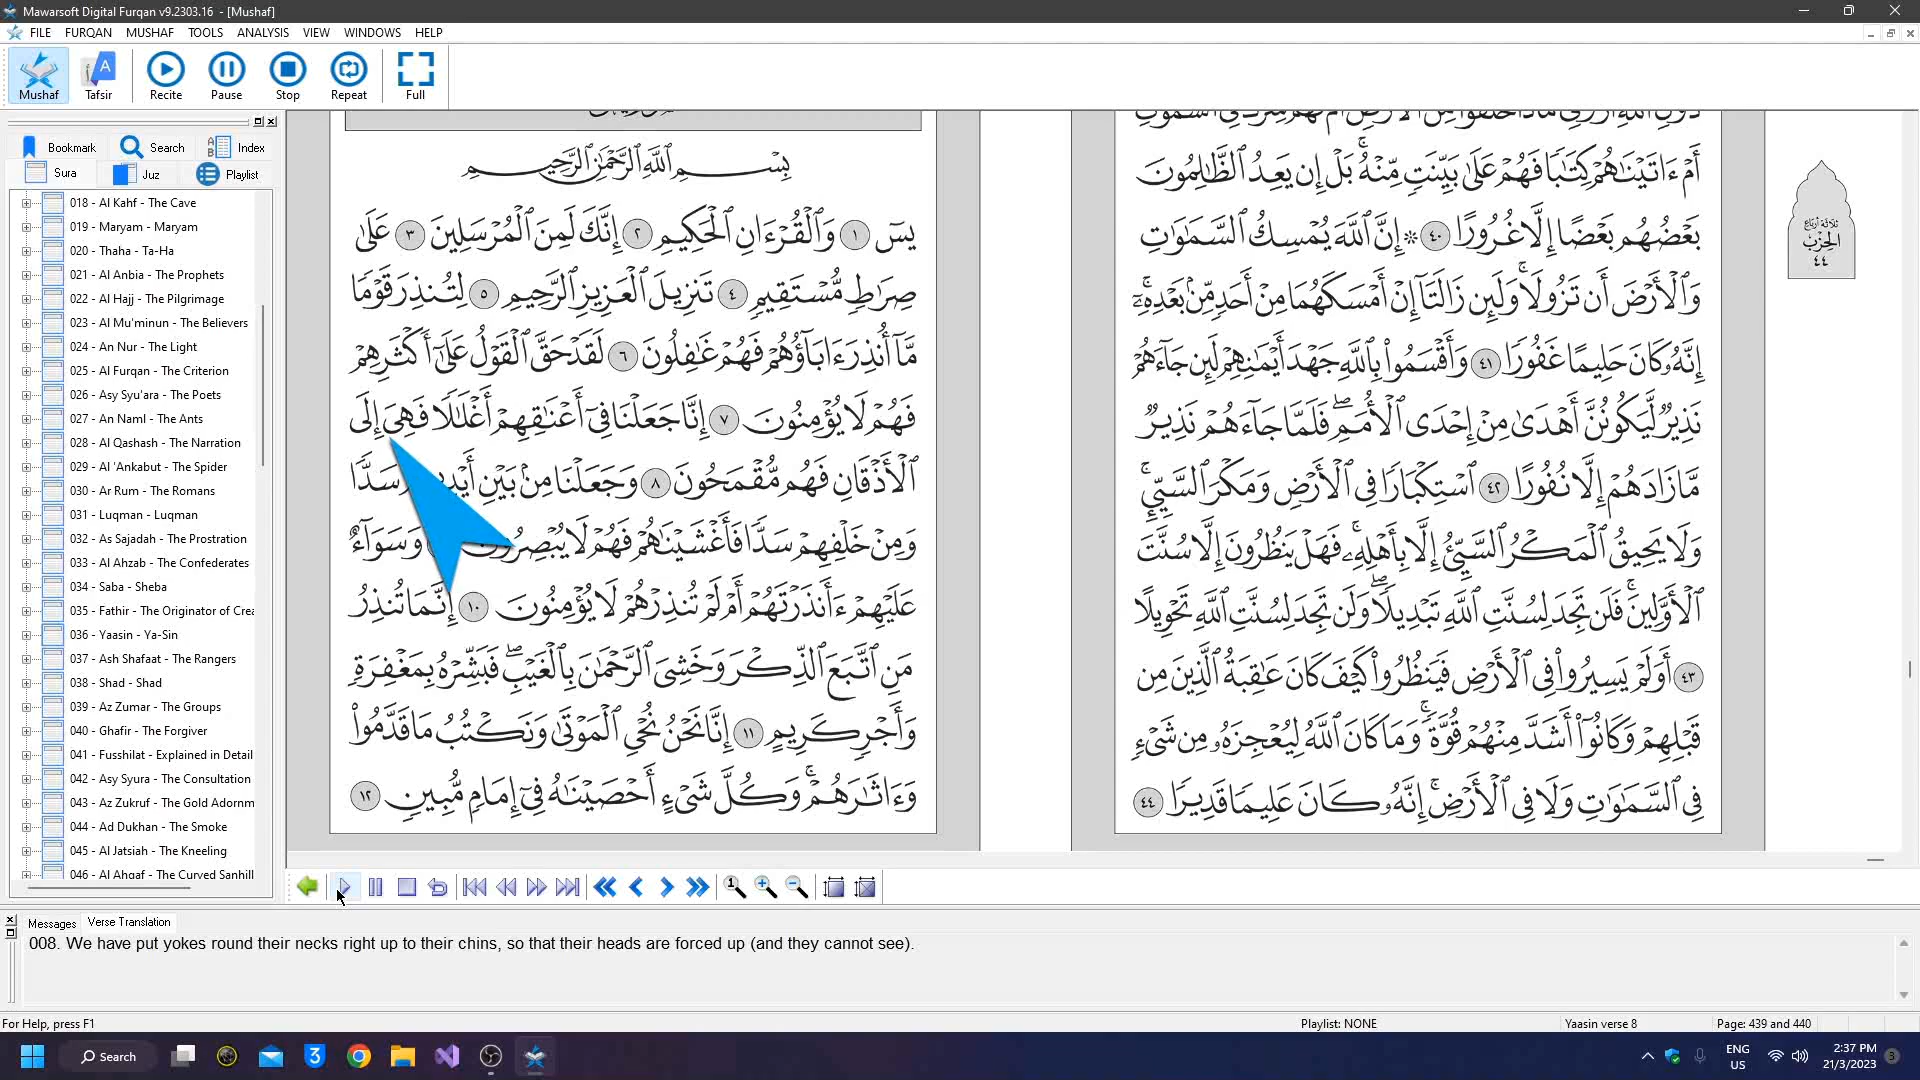 Mawarsoft Digital Furqan v9.2303.16 - [Mushaf]
FILE FURQAN MUSHAF TOOLS ANALYSIS VIEW WINDOWS HELP
Mushaf Tafsir Recite Pause Stop Repeat Full
Bookmark Search Index
Sura Juz Playlist
018 - Al Kahf - The Cave
019 - Maryam - Maryam
020 - Thaha - Ta-Ha
021 - Al Anbia - The Prophets
022 - Al Hajj - The Pilgrimage
023 - Al Mu'minun - The Believers
024 - An Nur - The Light
025 - Al Furqan - The Criterion
026 - Asy Syu'ara - The Poets
027 - An Naml - The Ants
028 - Al Qashash - The Narration
029 - Al 'Ankabut - The Spider
030 - Ar Rum - The Romans
031 - Luqman - Luqman
032 - As Sajadah - The Prostration
033 - Al Ahzab - The Confederates
034 - Saba - Sheba
035 - Fathir - The Originator of Crea
036 - Yaasin - Ya-Sin
037 - Ash Shafaat - The Rangers
038 - Shad - Shad
039 - Az Zumar - The Groups
040 - Ghafir - The Forgiver
041 - Fusshilat - Explained in Detail
042 - Asy Syura - The Consultation
043 - Az Zukruf - The Gold Adornm
044 - Ad Dukhan - The Smoke
045 - Al Jatsiah - The Kneeling
046 - Al Ahqaf - The Curved Sanhill
أَمْ ءَاتَيْنَٰهُمْ كِتَٰبًا فَهُمْ عَلَىٰ بَيِّنَتٍ مِّنْهُ ۚ بَلْ إِن يَعِدُ ٱلظَّٰلِمُونَ
بَعْضُهُم بَعْضًا إِلَّا غُرُورًا ٤٠ ۞ إِنَّ ٱللَّهَ يُمْسِكُ ٱلسَّمَٰوَٰتِ
وَٱلْأَرْضَ أَن تَزُولَا ۚ وَلَئِن زَالَتَآ إِنْ أَمْسَكَهُمَا مِنْ أَحَدٍ مِّنۢ بَعْدِهِۦٓ ۚ
إِنَّهُۥ كَانَ حَلِيمًا غَفُورًا ٤١ وَأَقْسَمُوا۟ بِٱللَّهِ جَهْدَ أَيْمَٰنِهِمْ لَئِن جَآءَهُمْ
نَذِيرٌ لَّيَكُونُنَّ أَهْدَىٰ مِنْ إِحْدَى ٱلْأُمَمِ ۖ فَلَمَّا جَآءَهُمْ نَذِيرٌ
مَّا زَادَهُمْ إِلَّا نُفُورًا ٤٢ ٱسْتِكْبَارًا فِى ٱلْأَرْضِ وَمَكْرَ ٱلسَّيِّئِ ۚ
وَلَا يَحِيقُ ٱلْمَكْرُ ٱلسَّيِّئُ إِلَّا بِأَهْلِهِۦ ۚ فَهَلْ يَنظُرُونَ إِلَّا سُنَّتَ
ٱلْأَوَّلِينَ ۚ فَلَن تَجِدَ لِسُنَّتِ ٱللَّهِ تَبْدِيلًا ۖ وَلَن تَجِدَ لِسُنَّتِ ٱللَّهِ تَحْوِيلًا
٤٣ أَوَلَمْ يَسِيرُوا۟ فِى ٱلْأَرْضِ فَيَنظُرُوا۟ كَيْفَ كَانَ عَٰقِبَةُ ٱلَّذِينَ مِن
قَبْلِهِمْ وَكَانُوٓا۟ أَشَدَّ مِنْهُمْ قُوَّةً ۚ وَمَا كَانَ ٱللَّهُ لِيُعْجِزَهُۥ مِن شَىْءٍ
فِى ٱلسَّمَٰوَٰتِ وَلَا فِى ٱلْأَرْضِ ۚ إِنَّهُۥ كَانَ عَلِيمًا قَدِيرًا ٤٤
ثلاثة أرباع
الحزب
٤٤
بِسْمِ ٱللَّهِ ٱلرَّحْمَٰنِ ٱلرَّحِيمِ
يسٓ ١ وَٱلْقُرْءَانِ ٱلْحَكِيمِ ٢ إِنَّكَ لَمِنَ ٱلْمُرْسَلِينَ ٣ عَلَىٰ
صِرَٰطٍ مُّسْتَقِيمٍ ٤ تَنزِيلَ ٱلْعَزِيزِ ٱلرَّحِيمِ ٥ لِتُنذِرَ قَوْمًا
مَّآ أُنذِرَ ءَابَآؤُهُمْ فَهُمْ غَٰفِلُونَ ٦ لَقَدْ حَقَّ ٱلْقَوْلُ عَلَىٰٓ أَكْثَرِهِمْ
فَهُمْ لَا يُؤْمِنُونَ ٧ إِنَّا جَعَلْنَا فِىٓ أَعْنَٰقِهِمْ أَغْلَٰلًا فَهِىَ إِلَى
ٱلْأَذْقَانِ فَهُم مُّقْمَحُونَ ٨ وَجَعَلْنَا مِنۢ بَيْنِ سَدًّا
وَمِنْ خَلْفِهِمْ سَدًّا فَأَغْشَيْنَٰهُمْ فَهُمْ لَا يُبْصِرُونَ وَسَوَآءٌ
عَلَيْهِمْ ءَأَنذَرْتَهُمْ أَمْ لَمْ تُنذِرْهُمْ لَا يُؤْمِنُونَ ١٠ إِنَّمَا تُنذِرُ
مَنِ ٱتَّبَعَ ٱلذِّكْرَ وَخَشِىَ ٱلرَّحْمَٰنَ بِٱلْغَيْبِ ۖ فَبَشِّرْهُ بِمَغْفِرَةٍ
وَأَجْرٍ كَرِيمٍ ١١ إِنَّا نَحْنُ نُحْىِ ٱلْمَوْتَىٰ وَنَكْتُبُ مَا قَدَّمُوا۟
وَءَاثَٰرَهُمْ ۚ وَكُلَّ شَىْءٍ أَحْصَيْنَٰهُ فِىٓ إِمَامٍ مُّبِينٍ ١٢
Messages Verse Translation
008. We have put yokes round their necks right up to their chins, so that their heads are forced up (and they cannot see).
For Help, press F1 Playlist: NONE Yaasin verse 8 Page: 439 and 440
Search ENG US 2:37 PM 21/3/2023 3